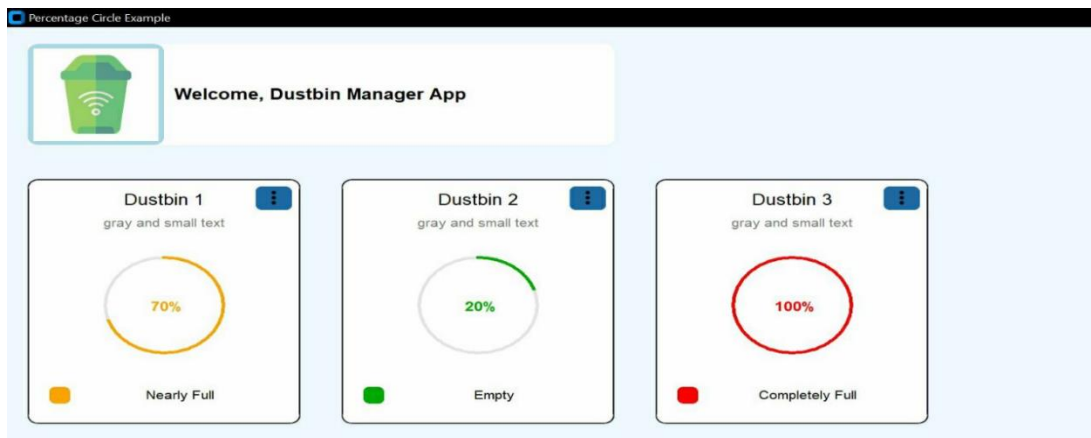 Percentage Circle Example
Welcome, Dustbin Manager App
Dustbin 1
gray and small text
70%
Nearly Full
Dustbin 2
gray and small text
20%
Empty
Dustbin 3
gray and small text
100%
Completely Full